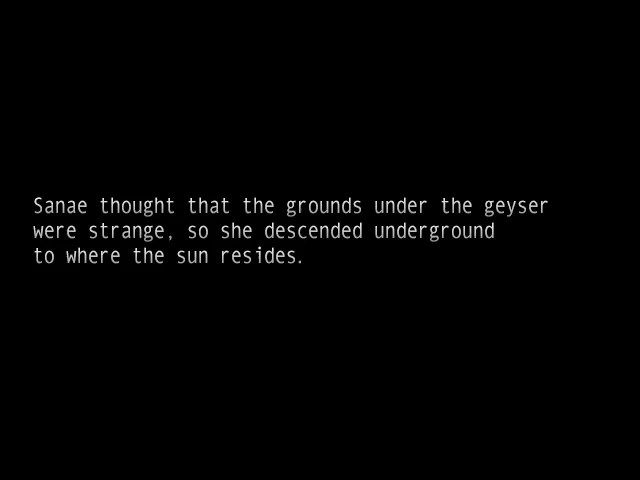 Sanae thought that the grounds under the geyser
were strange, so she descended underground
to where the sun resides.